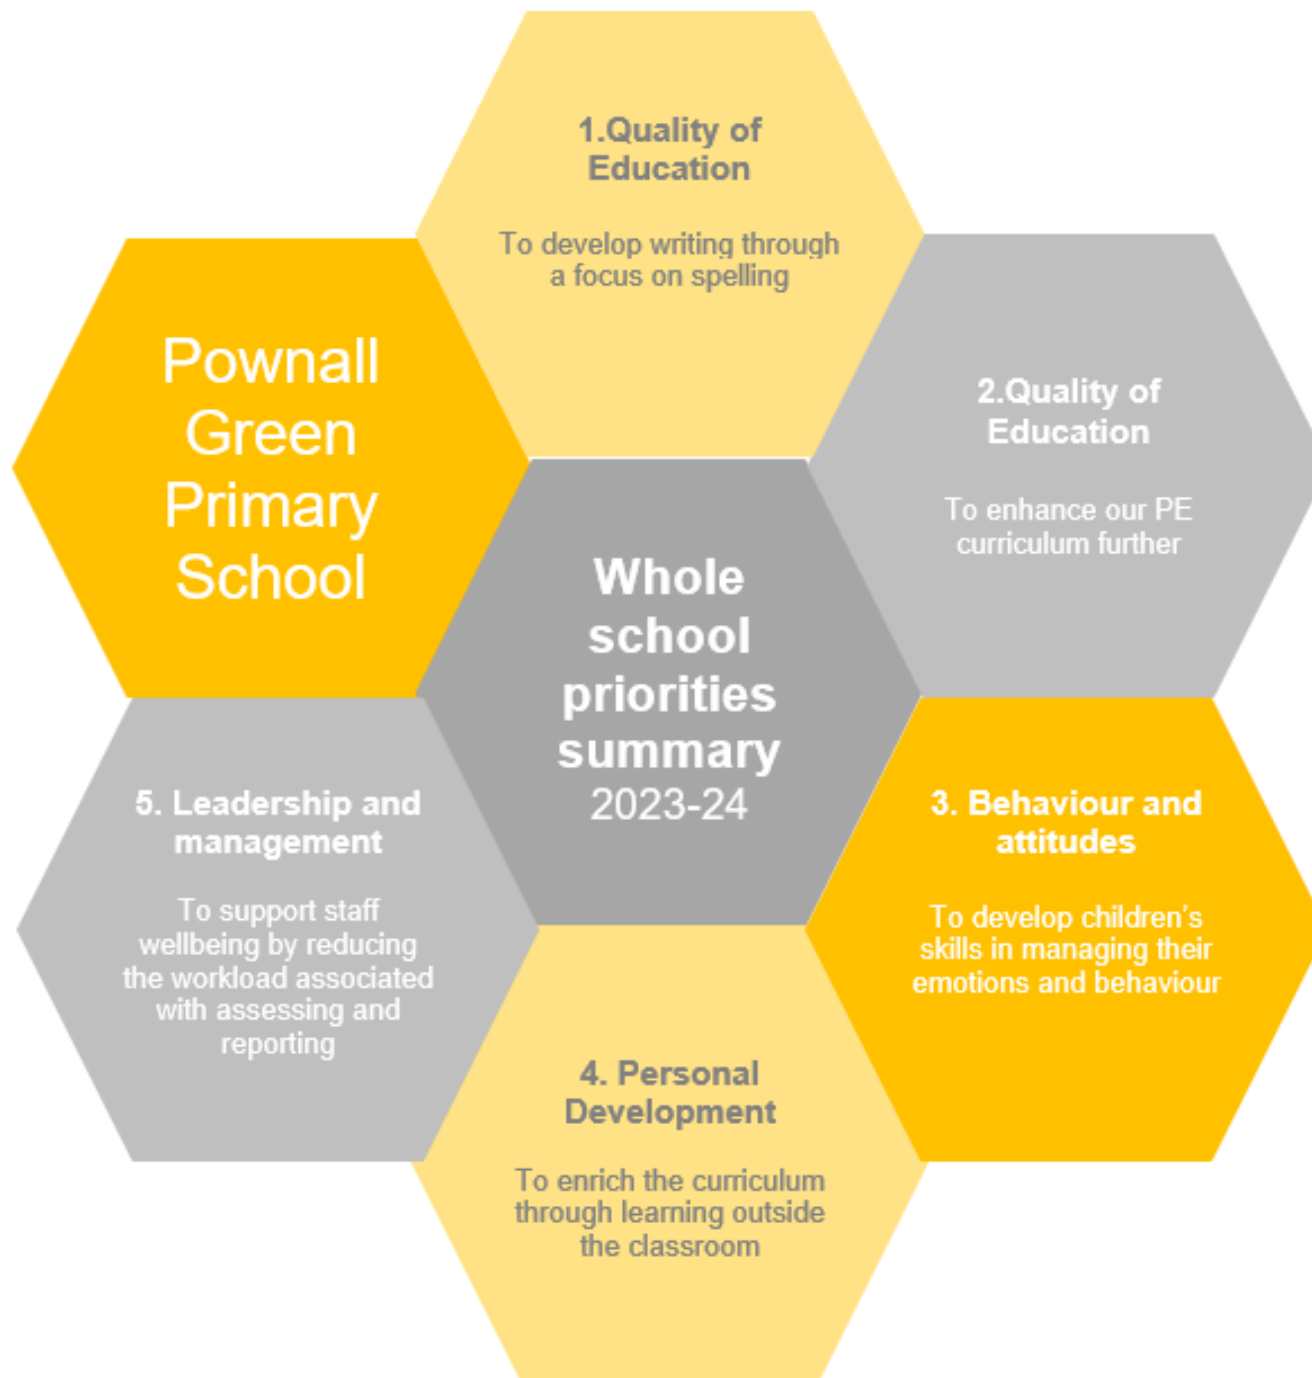 1.Quality of
Education
To develop writing through
a focus on spelling
Pownall
Green
Primary
School
2.Quality of
Education
To enhance our PE
curriculum further
Whole
school
priorities
summary
2023-24
5. Leadership and
management
To support staff
wellbeing by reducing
the workload associated
with assessing and
reporting
3. Behaviour and
attitudes
To develop children’s
skills in managing their
emotions and behaviour
4. Personal
Development
To enrich the curriculum
through learning outside
the classroom